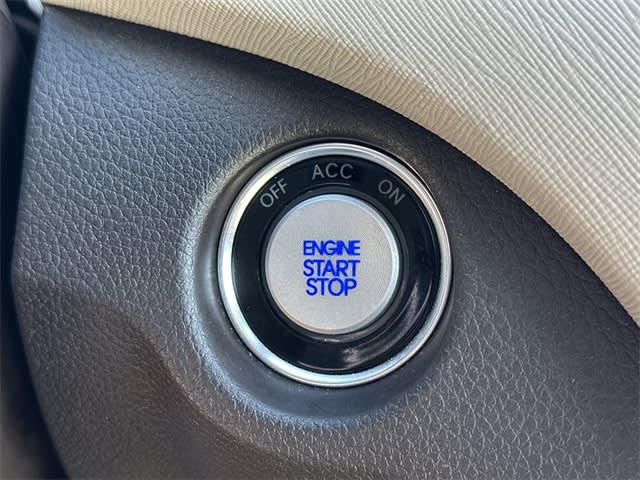 OFF ACC ON
ENGINE
START
STOP